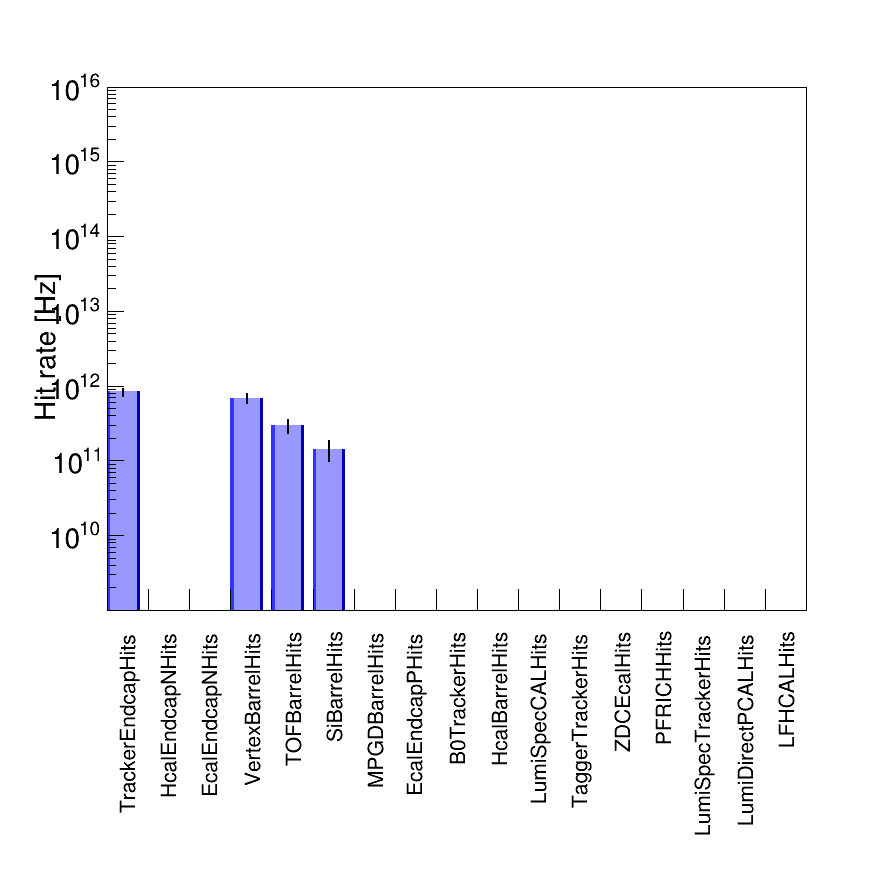 Hit rate [Hz]
10^16
10^15
10^14
10^13
10^12
10^11
10^10
TrackerEndcapHits
HcalEndcapNHits
EcalEndcapNHits
VertexBarrelHits
TOFBarrelHits
SiBarrelHits
MPGDBarrelHits
EcalEndcapPHits
B0TrackerHits
HcalBarrelHits
LumiSpecCALHits
TaggerTrackerHits
ZDCEcalHits
PFRICHHits
LumiSpecTrackerHits
LumiDirectPCALHits
LFHCALHits